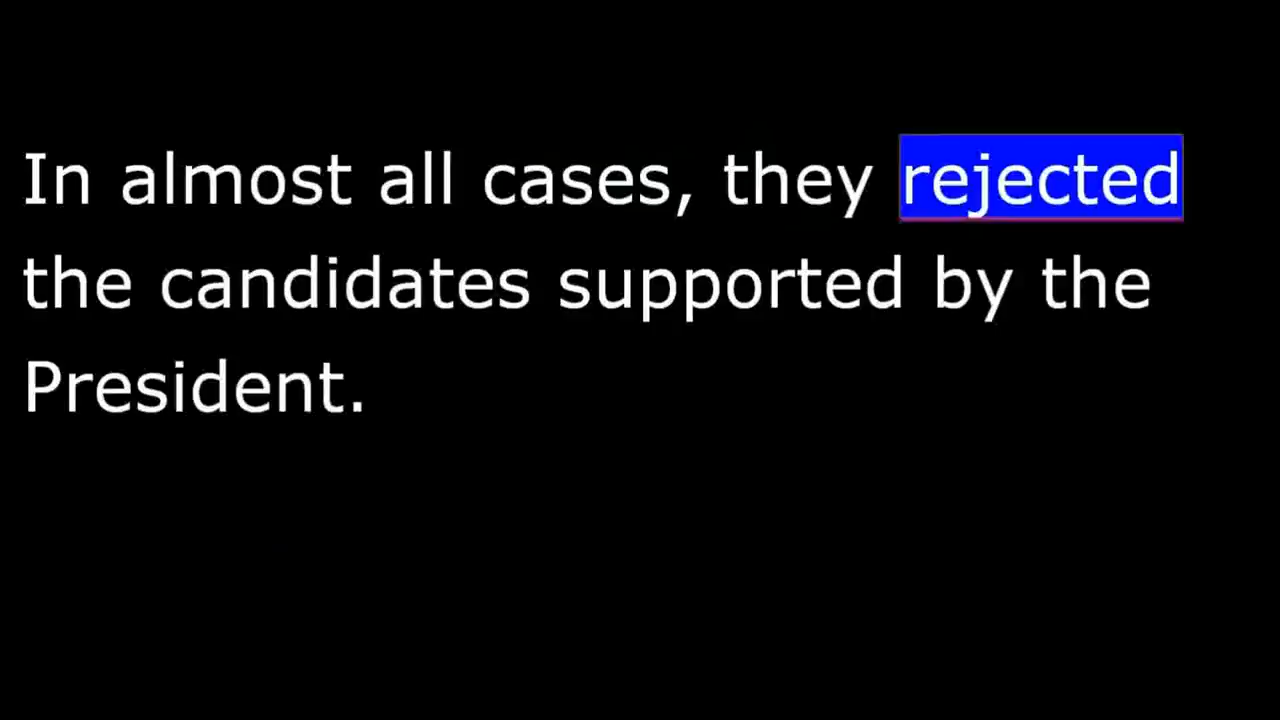 In almost all cases, they rejected
the candidates supported by the
President.